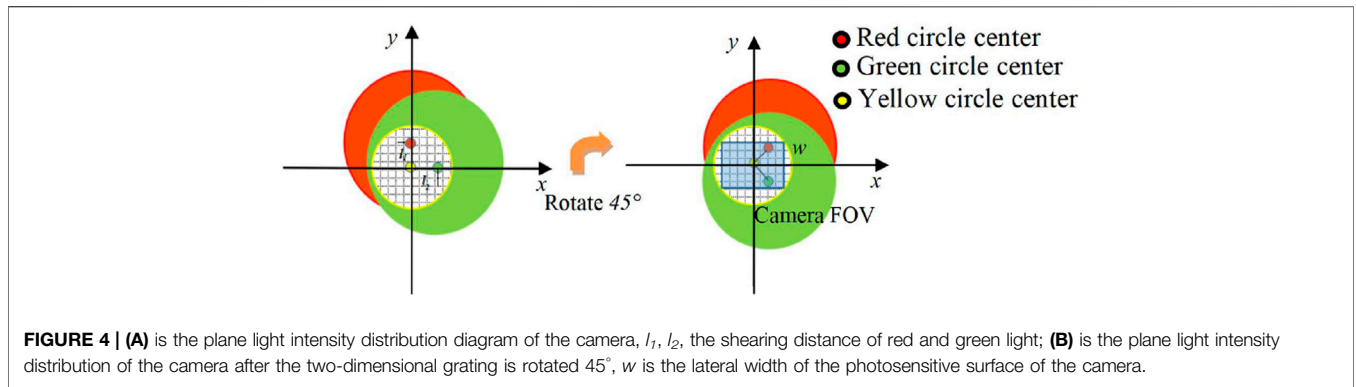 y
x
l₁
l₂
Rotate 45°
y
x
w
Camera FOV
Red circle center
Green circle center
Yellow circle center
FIGURE 4 | (A) is the plane light intensity distribution diagram of the camera, l₁, l₂, the shearing distance of red and green light; (B) is the plane light intensity
distribution of the camera after the two-dimensional grating is rotated 45°, w is the lateral width of the photosensitive surface of the camera.